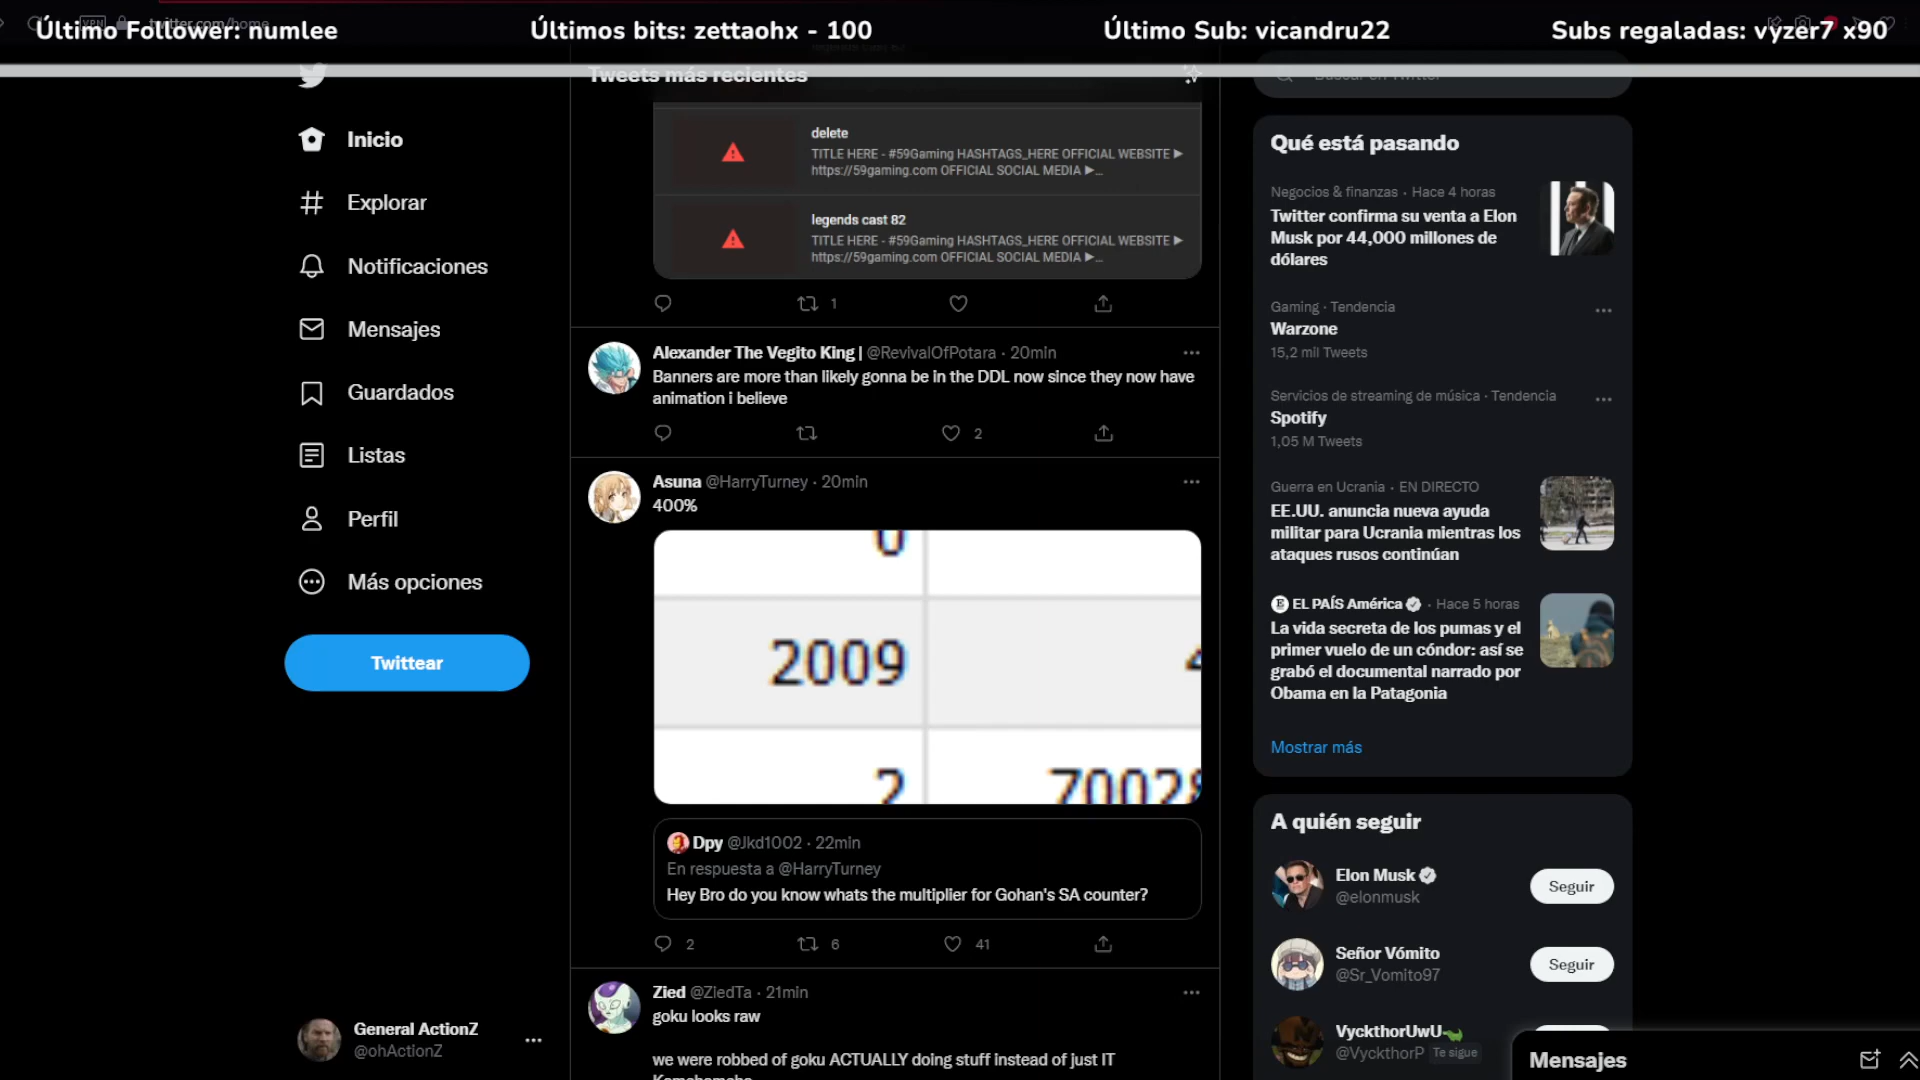 VPN
twitter.com/home
Último Follower: numlee
Últimos bits: zettaohx - 100
Último Sub: vicandru22
Subs regaladas: vyzer7 x90
Inicio
Explorar
Notificaciones
Mensajes
Guardados
Listas
Perfil
Más opciones
Twittear
General ActionZ
@ohActionZ
Tweets más recientes
delete
TITLE HERE - #59Gaming HASHTAGS_HERE OFFICIAL WEBSITE ▶
https://59gaming.com OFFICIAL SOCIAL MEDIA ▶...
legends cast 82
TITLE HERE - #59Gaming HASHTAGS_HERE OFFICIAL WEBSITE ▶
https://59gaming.com OFFICIAL SOCIAL MEDIA ▶...
1
Alexander The Vegito King | @RevivalOfPotara · 20min
Banners are more than likely gonna be in the DDL now since they now have
animation i believe
2
Asuna @HarryTurney · 20min
400%
0
2009
4
2
70028
Dpy @Jkd1002 · 22min
En respuesta a @HarryTurney
Hey Bro do you know whats the multiplier for Gohan's SA counter?
2
6
41
Zied @ZiedTa · 21min
goku looks raw
we were robbed of goku ACTUALLY doing stuff instead of just IT
Buscar en Twitter
Qué está pasando
Negocios & finanzas · Hace 4 horas
Twitter confirma su venta a Elon
Musk por 44,000 millones de
dólares
Gaming · Tendencia
Warzone
15,2 mil Tweets
Servicios de streaming de música · Tendencia
Spotify
1,05 M Tweets
Guerra en Ucrania · EN DIRECTO
EE.UU. anuncia nueva ayuda
militar para Ucrania mientras los
ataques rusos continúan
EL PAÍS América · Hace 5 horas
La vida secreta de los pumas y el
primer vuelo de un cóndor: así se
grabó el documental narrado por
Obama en la Patagonia
Mostrar más
A quién seguir
Elon Musk
@elonmusk
Seguir
Señor Vómito
@Sr_Vomito97
Seguir
VyckthorUwU
@VyckthorP Te sigue
Mensajes